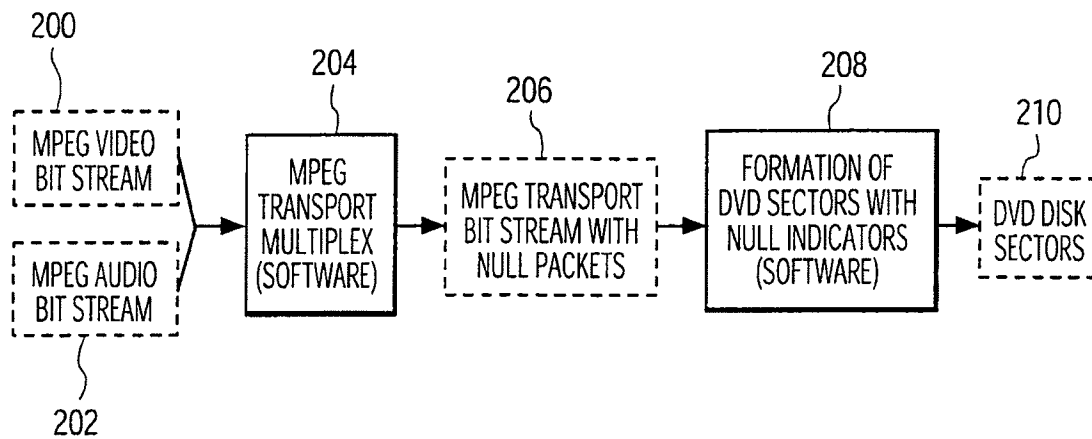 200
MPEG VIDEO
BIT STREAM
MPEG AUDIO
BIT STREAM
202
204
MPEG
TRANSPORT
MULTIPLEX
(SOFTWARE)
206
MPEG TRANSPORT
BIT STREAM WITH
NULL PACKETS
208
FORMATION OF
DVD SECTORS WITH
NULL INDICATORS
(SOFTWARE)
210
DVD DISK
SECTORS